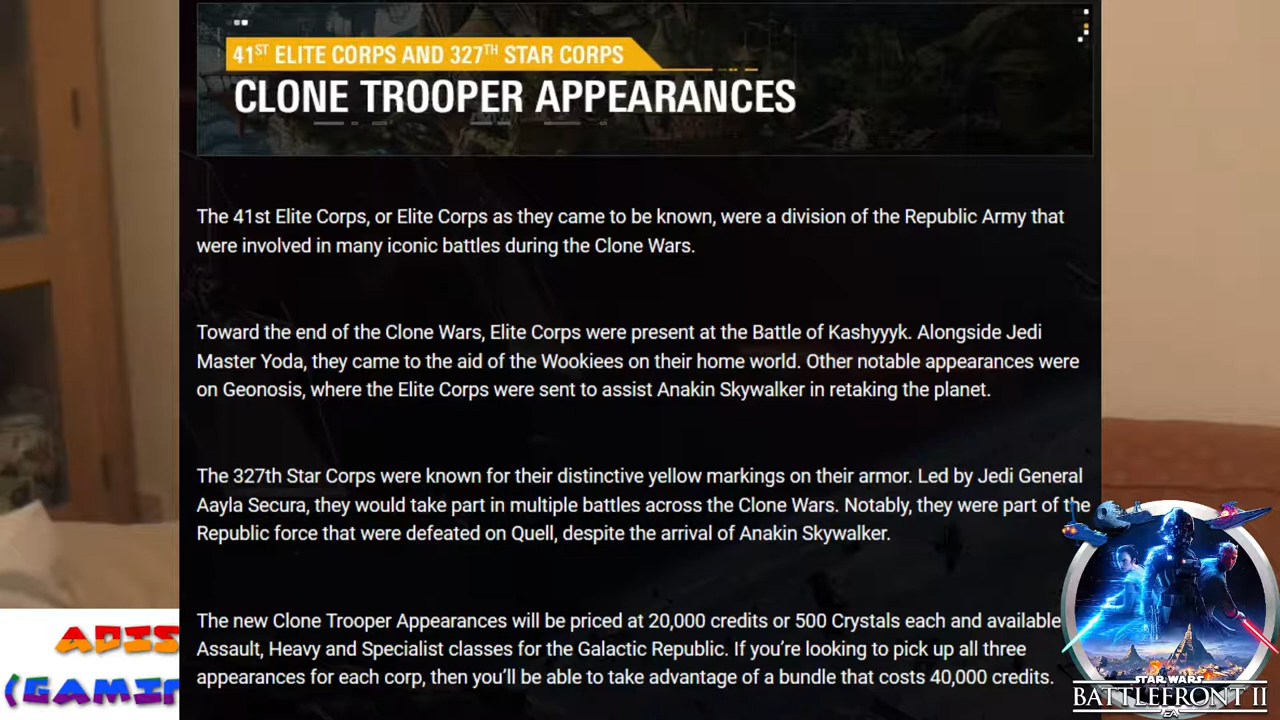 41ST ELITE CORPS AND 327TH STAR CORPS
CLONE TROOPER APPEARANCES
The 41st Elite Corps, or Elite Corps as they came to be known, were a division of the Republic Army that
were involved in many iconic battles during the Clone Wars.
Toward the end of the Clone Wars, Elite Corps were present at the Battle of Kashyyyk. Alongside Jedi
Master Yoda, they came to the aid of the Wookiees on their home world. Other notable appearances were
on Geonosis, where the Elite Corps were sent to assist Anakin Skywalker in retaking the planet.
The 327th Star Corps were known for their distinctive yellow markings on their armor. Led by Jedi General
Aayla Secura, they would take part in multiple battles across the Clone Wars. Notably, they were part of the
Republic force that were defeated on Quell, despite the arrival of Anakin Skywalker.
The new Clone Trooper Appearances will be priced at 20,000 credits or 500 Crystals each and available
Assault, Heavy and Specialist classes for the Galactic Republic. If you're looking to pick up all three
appearances for each corp, then you'll be able to take advantage of a bundle that costs 40,000 credits.
ADIS
(GAMIN
STAR WARS
BATTLEFRONT II
EA